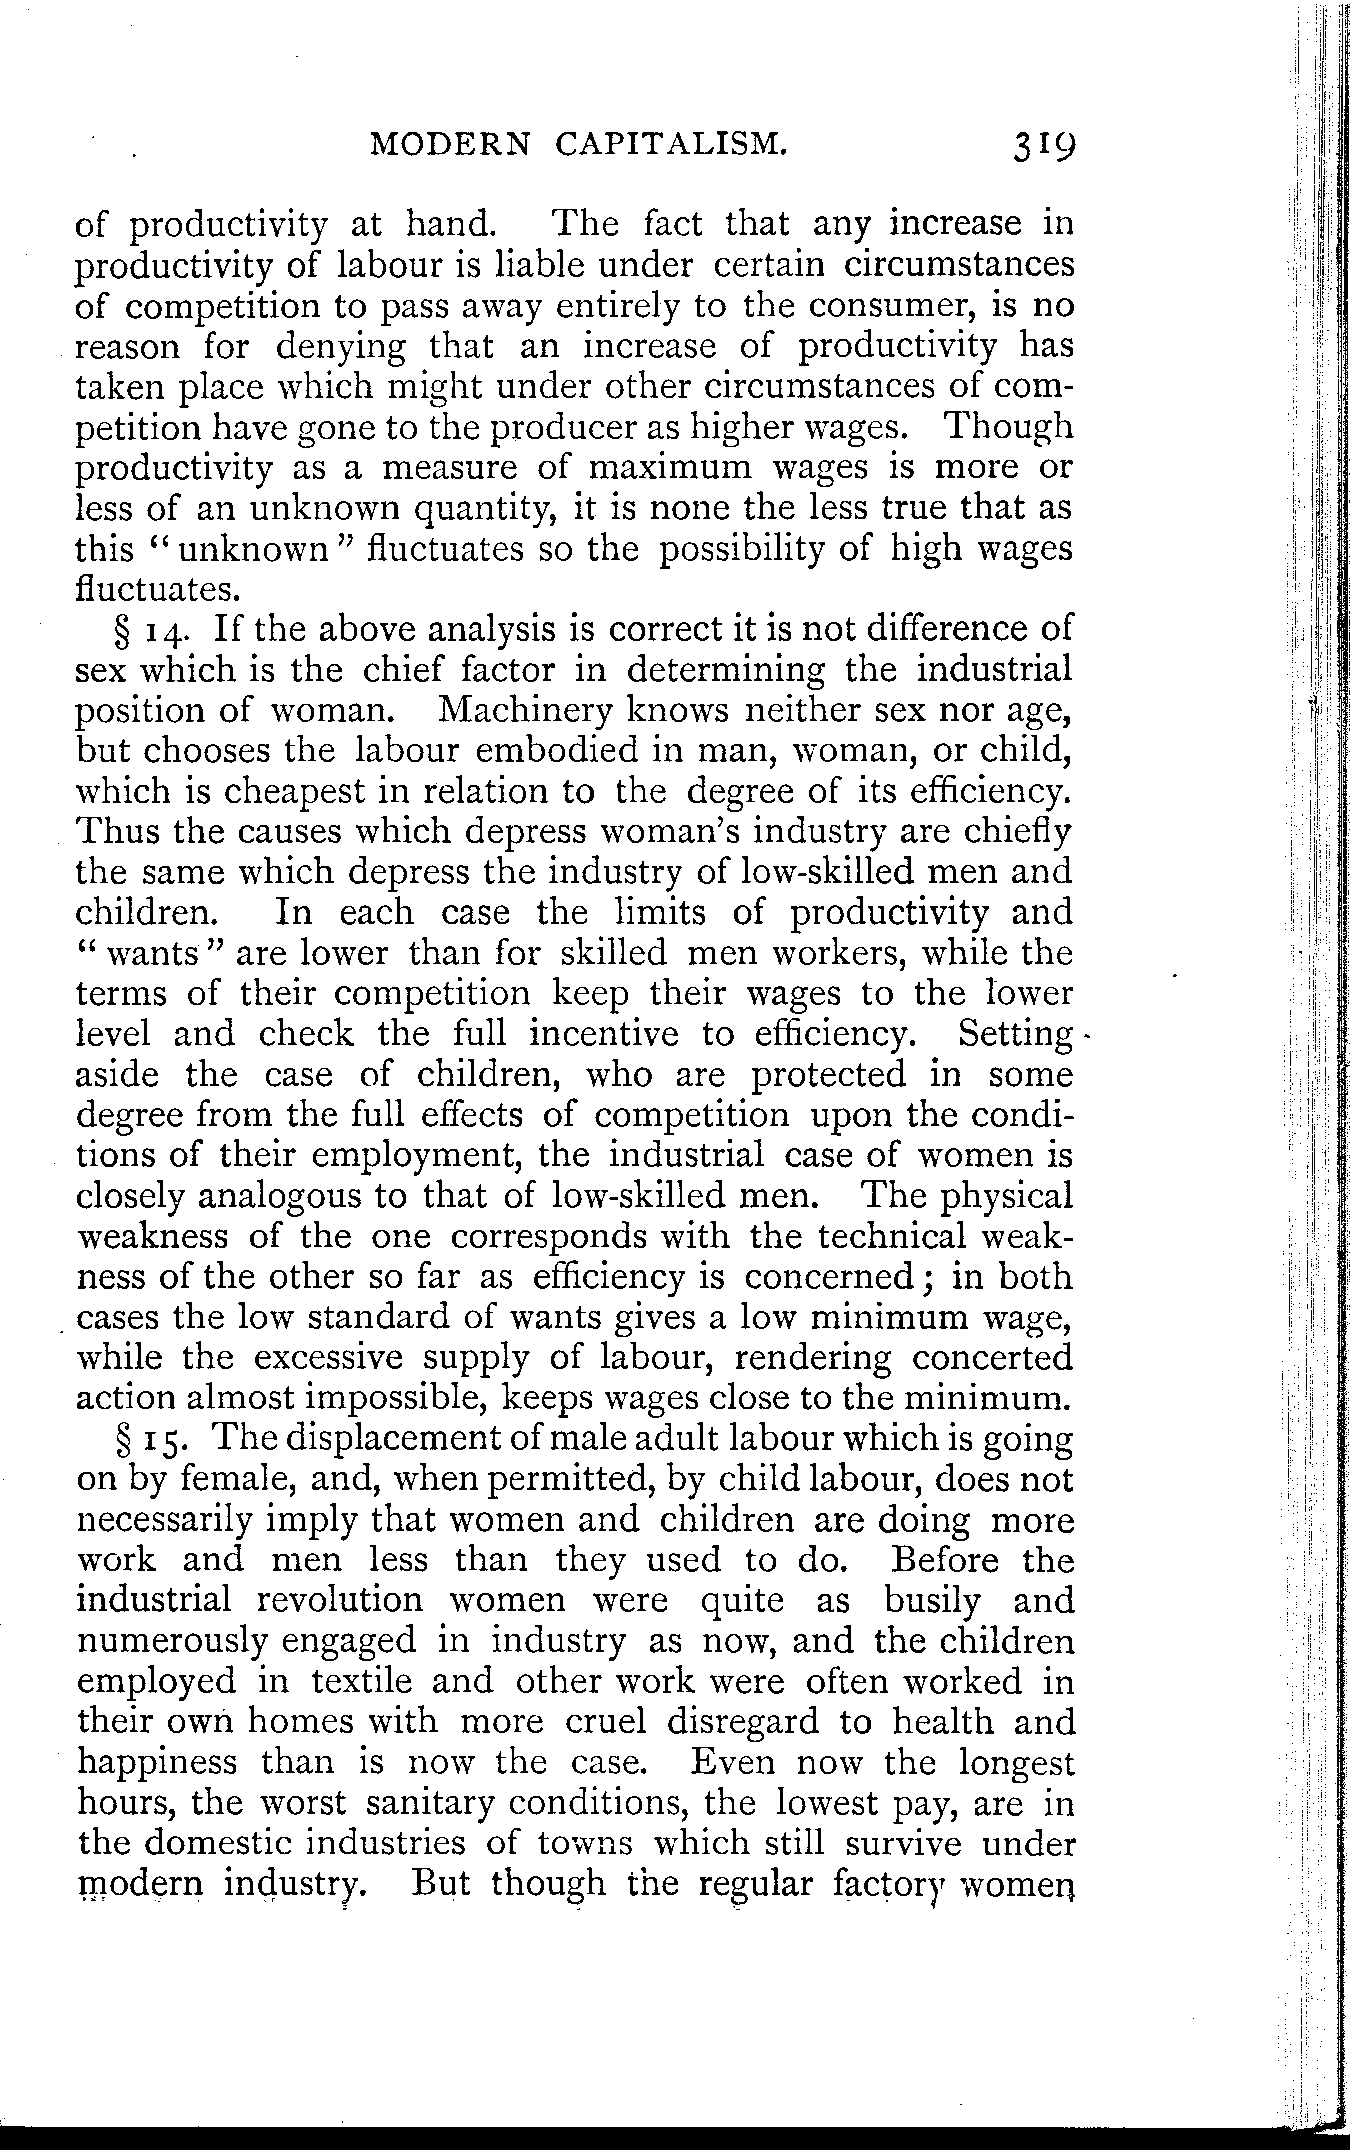 MODERN CAPITALISM. 319
of productivity at hand. The fact that any increase in
productivity of labour is liable under certain circumstances
of competition to pass away entirely to the consumer, is no
reason for denying that an increase of productivity has
taken place which might under other circumstances of com-
petition have gone to the producer as higher wages. Though
productivity as a measure of maximum wages is more or
less of an unknown quantity, it is none the less true that as
this “unknown” fluctuates so the possibility of high wages
fluctuates.
§ 14. If the above analysis is correct it is not difference of
sex which is the chief factor in determining the industrial
position of woman. Machinery knows neither sex nor age,
but chooses the labour embodied in man, woman, or child,
which is cheapest in relation to the degree of its efficiency.
Thus the causes which depress woman's industry are chiefly
the same which depress the industry of low-skilled men and
children. In each case the limits of productivity and
“wants” are lower than for skilled men workers, while the
terms of their competition keep their wages to the lower
level and check the full incentive to efficiency. Setting
aside the case of children, who are protected in some
degree from the full effects of competition upon the condi-
tions of their employment, the industrial case of women is
closely analogous to that of low-skilled men. The physical
weakness of the one corresponds with the technical weak-
ness of the other so far as efficiency is concerned; in both
cases the low standard of wants gives a low minimum wage,
while the excessive supply of labour, rendering concerted
action almost impossible, keeps wages close to the minimum.
§ 15. The displacement of male adult labour which is going
on by female, and, when permitted, by child labour, does not
necessarily imply that women and children are doing more
work and men less than they used to do. Before the
industrial revolution women were quite as busily and
numerously engaged in industry as now, and the children
employed in textile and other work were often worked in
their own homes with more cruel disregard to health and
happiness than is now the case. Even now the longest
hours, the worst sanitary conditions, the lowest pay, are in
the domestic industries of towns which still survive under
modern industry. But though the regular factory women